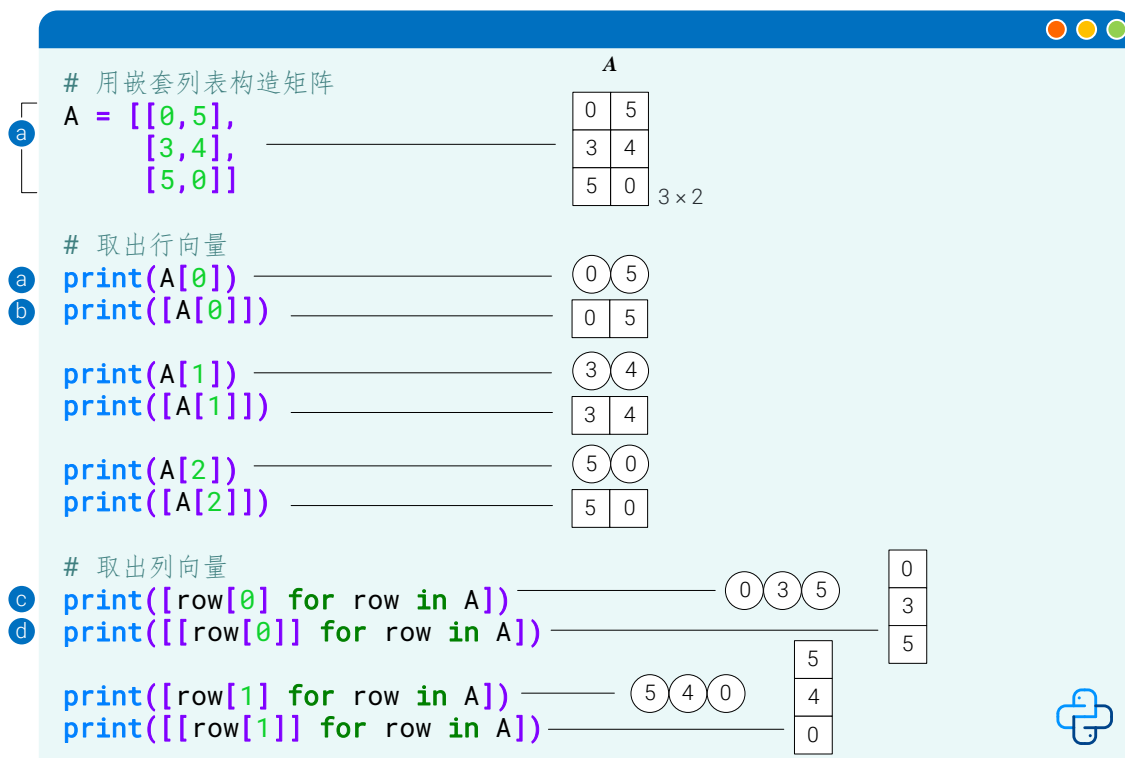 A
# 用嵌套列表构造矩阵
a
A = [[0,5],
[3,4],
[5,0]]
0 5
3 4
5 0
3 × 2
# 取出行向量
a print(A[0]) 0 5
b print([A[0]]) 0 5
print(A[1]) 3 4
print([A[1]]) 3 4
print(A[2]) 5 0
print([A[2]]) 5 0
# 取出列向量
c print([row[0] for row in A]) 0 3 5
d print([[row[0]] for row in A])
0
3
5
print([row[1] for row in A]) 5 4 0
print([[row[1]] for row in A])
5
4
0